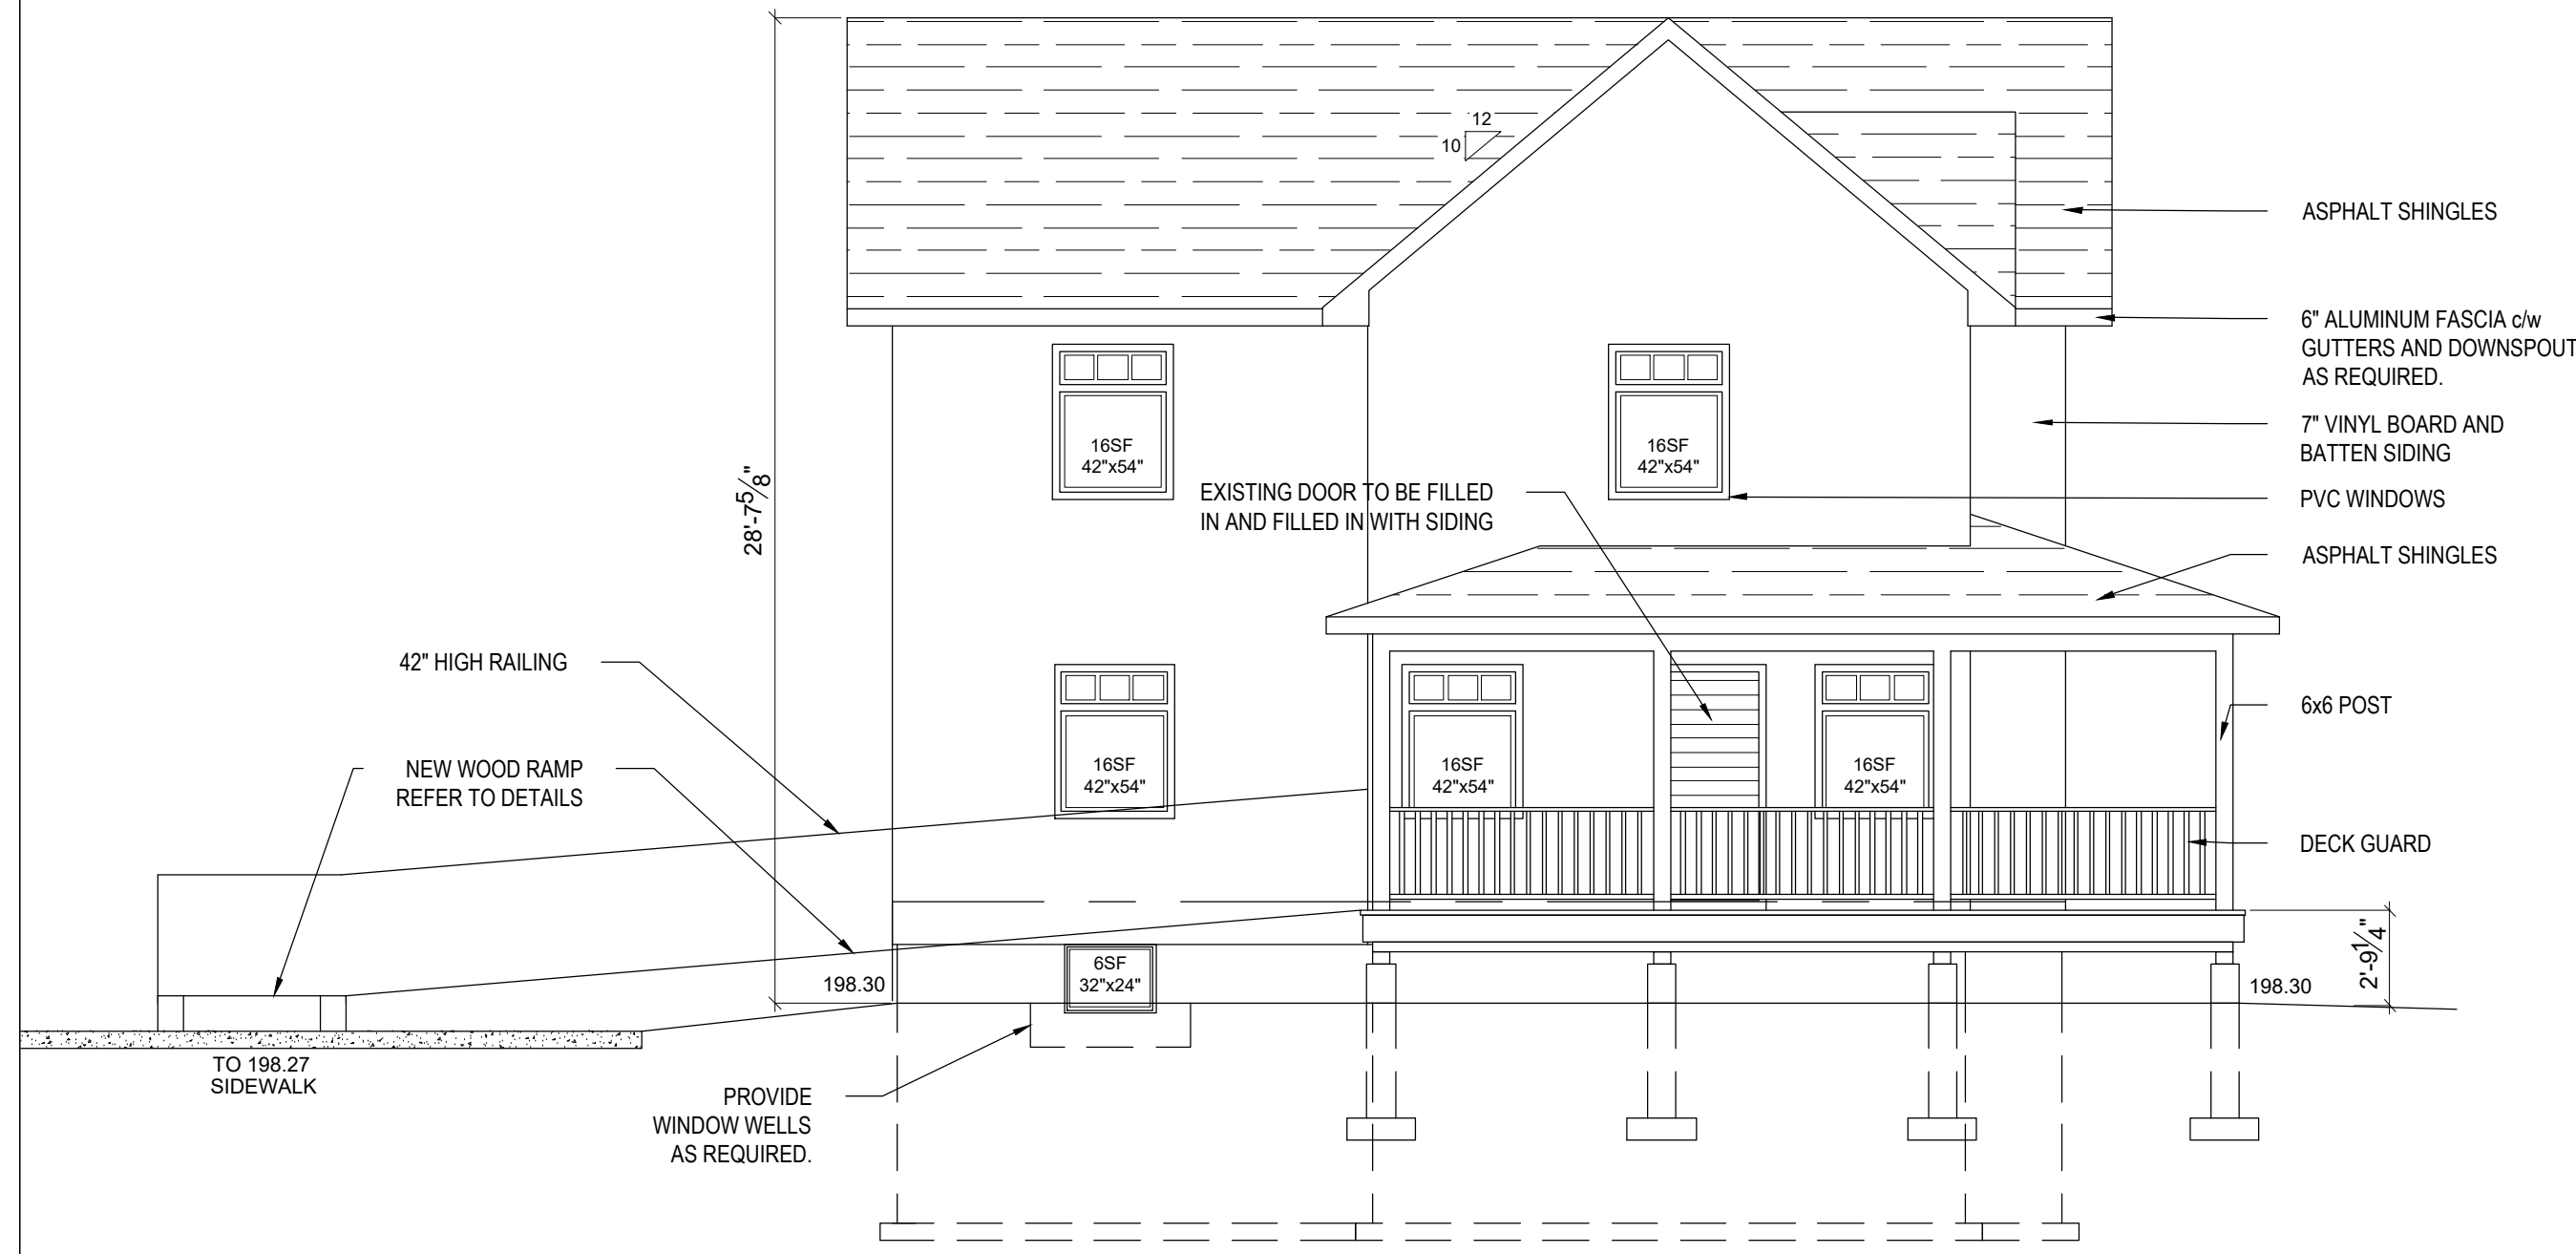 12
10
ASPHALT SHINGLES
6" ALUMINUM FASCIA c/w
GUTTERS AND DOWNSPOUT
AS REQUIRED.
7" VINYL BOARD AND
BATTEN SIDING
PVC WINDOWS
ASPHALT SHINGLES
6x6 POST
DECK GUARD
16SF
42"x54"
16SF
42"x54"
28'-7 5/8"
EXISTING DOOR TO BE FILLED
IN AND FILLED IN WITH SIDING
42" HIGH RAILING
NEW WOOD RAMP
REFER TO DETAILS
16SF
42"x54"
16SF
42"x54"
16SF
42"x54"
6SF
32"x24"
198.30
198.30
2'-9 1/4"
TO 198.27
SIDEWALK
PROVIDE
WINDOW WELLS
AS REQUIRED.